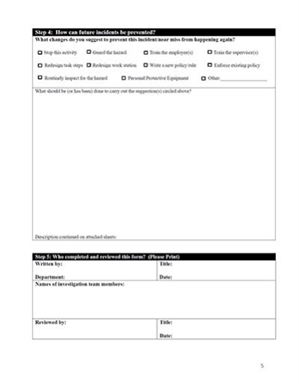 Step 4: How can future incidents be prevented?
What changes do you suggest to prevent this incident/near miss from happening again?
Stop this activity Guard the hazard Train the employee(s) Train the supervisor(s)
Redesign task steps Redesign work station Write a new policy/rule Enforce existing policy
Routinely inspect for the hazard Personal Protective Equipment Other:
What should be (or has been) done to carry out the suggestion(s) circled above?
Description continued on attached sheets:
Step 5: Who completed and reviewed this form? (Please Print)
Written by: Title:
Department: Date:
Names of investigation team members:
Reviewed by: Title:
Date:
5